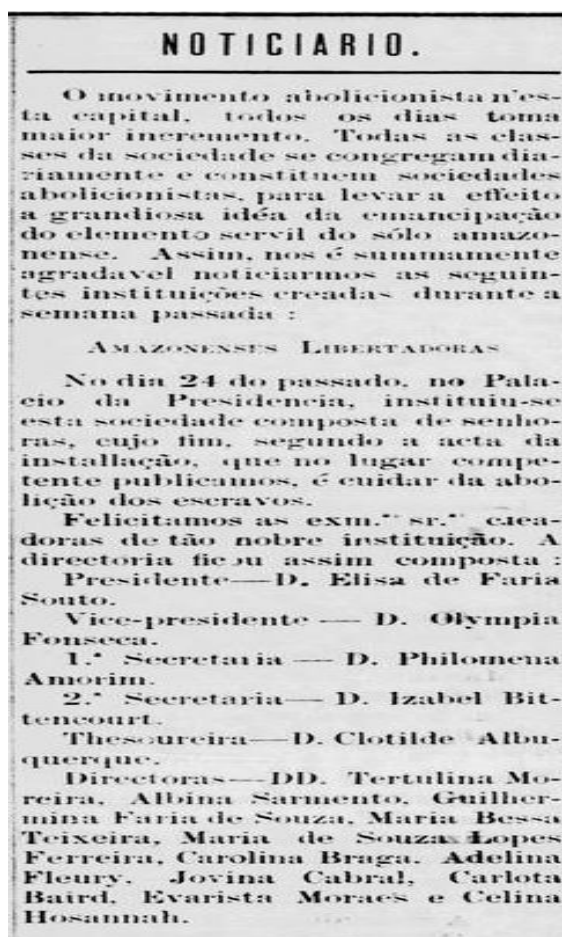 NOTICIARIO.
O movimento abolicionista n'es-
ta capital, todos os dias toma
maior incremento. Todas as clas-
ses da sociedade se congregam dia-
riamente e constituem sociedades
abolicionistas, para levar a effeito
a grandiosa idéa da emancipação
do elemento servil do sólo amazo-
nense. Assim, nos é summamente
agradavel noticiarmos as seguin-
tes instituições creadas durante a
semana passada :
AMAZONENSES LIBERTADORAS
No dia 24 do passado, no Pala-
cio da Presidencia, instituiu-se
esta sociedade composta de senho-
ras, cujo fim, segundo a acta da
installação, que no lugar compe-
tente publicamos, é cuidar da abo-
lição dos escravos.
Felicitamos as exm.ᵃˢ sr.ᵃˢ crea-
doras de tão nobre instituição. A
directoria ficou assim composta :
Presidente—D. Elisa de Faria
Souto.
Vice-presidente — D. Olympia
Fonseca.
1.ª Secretaria — D. Philomena
Amorim.
2.ª Secretaria— D. Izabel Bit-
tencourt.
Thesoureira—D. Clotilde Albu-
querque.
Directoras—DD. Tertulina Mo-
reira, Albina Sarmento, Guilher-
mina Faria de Souza, Maria Bessa
Teixeira, Maria de Souza Lopes
Ferreira, Carolina Braga, Adelina
Fleury, Jovina Cabral, Carlota
Baird, Evarista Moraes e Celina
Hosannah.